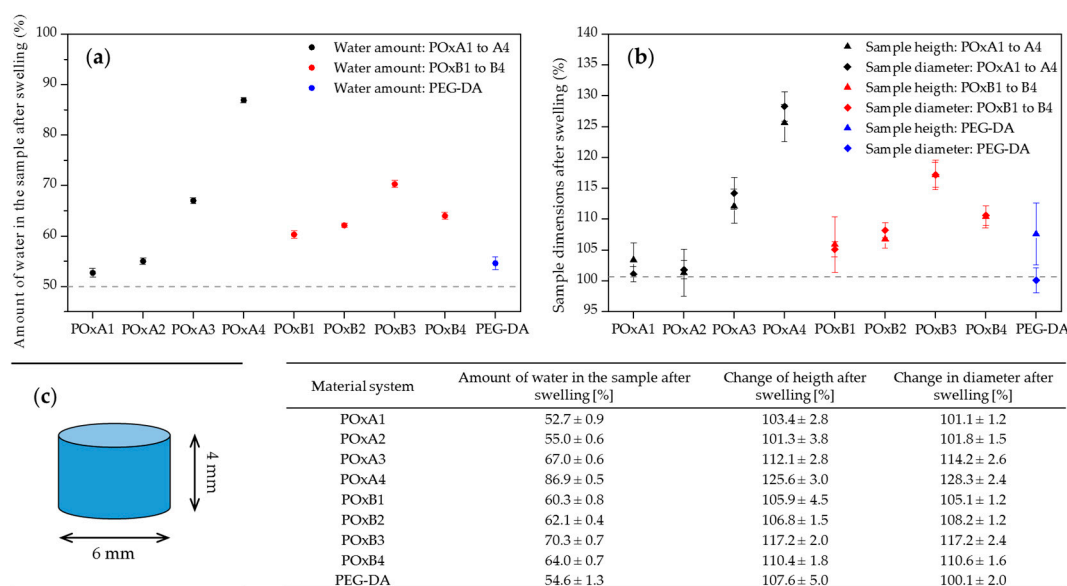 (a)
Amount of water in the sample after swelling (%)
100
90
80
70
60
50
Water amount: POxA1 to A4
Water amount: POxB1 to B4
Water amount: PEG-DA
POxA1 POxA2 POxA3 POxA4 POxB1 POxB2 POxB3 POxB4 PEG-DA
(b)
Sample dimensions after swelling (%)
140
135
130
125
120
115
110
105
100
95
Sample heigth: POxA1 to A4
Sample diameter: POxA1 to A4
Sample heigth: POxB1 to B4
Sample diameter: POxB1 to B4
Sample heigth: PEG-DA
Sample diameter: PEG-DA
POxA1 POxA2 POxA3 POxA4 POxB1 POxB2 POxB3 POxB4 PEG-DA
(c)
4 mm
6 mm
Material system Amount of water in the sample after Change of heigth after Change in diameter after
swelling [%] swelling [%] swelling [%]
POxA1 52.7 ± 0.9 103.4 ± 2.8 101.1 ± 1.2
POxA2 55.0 ± 0.6 101.3 ± 3.8 101.8 ± 1.5
POxA3 67.0 ± 0.6 112.1 ± 2.8 114.2 ± 2.6
POxA4 86.9 ± 0.5 125.6 ± 3.0 128.3 ± 2.4
POxB1 60.3 ± 0.8 105.9 ± 4.5 105.1 ± 1.2
POxB2 62.1 ± 0.4 106.8 ± 1.5 108.2 ± 1.2
POxB3 70.3 ± 0.7 117.2 ± 2.0 117.2 ± 2.4
POxB4 64.0 ± 0.7 110.4 ± 1.8 110.6 ± 1.6
PEG-DA 54.6 ± 1.3 107.6 ± 5.0 100.1 ± 2.0